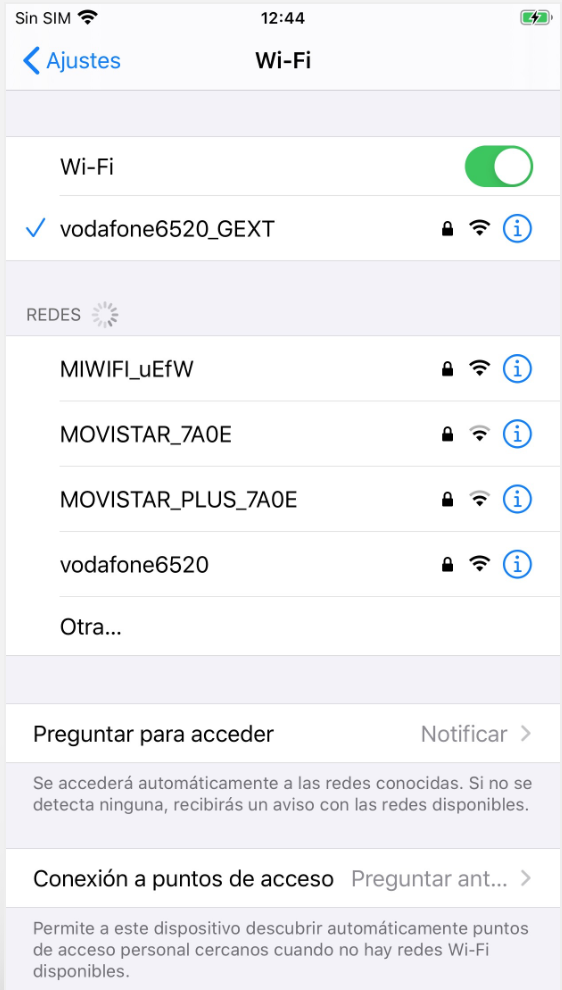 Sin SIM 12:44
Ajustes Wi-Fi
Wi-Fi
vodafone6520_GEXT
REDES
MIWIFI_uEfW
MOVISTAR_7A0E
MOVISTAR_PLUS_7A0E
vodafone6520
Otra...
Preguntar para acceder Notificar
Se accederá automáticamente a las redes conocidas. Si no se
detecta ninguna, recibirás un aviso con las redes disponibles.
Conexión a puntos de acceso Preguntar ant...
Permite a este dispositivo descubrir automáticamente puntos
de acceso personal cercanos cuando no hay redes Wi-Fi
disponibles.